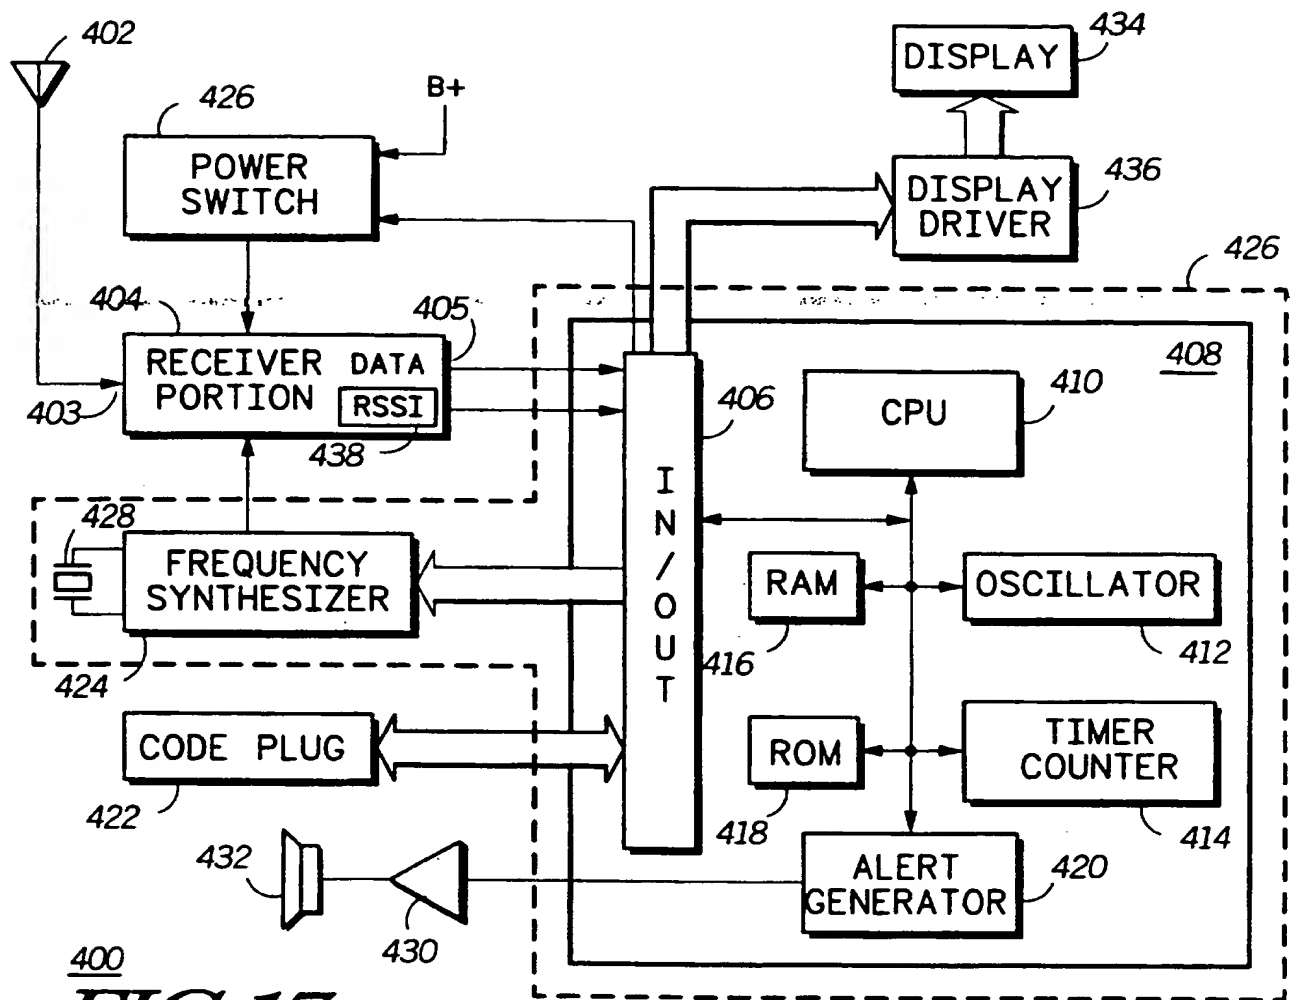 402
434
DISPLAY
426
B+
POWER
SWITCH
DISPLAY
DRIVER
436
426
404
405
408
RECEIVER
PORTION
DATA
RSSI
403
438
406
CPU
410
IN/OUT
428
FREQUENCY
SYNTHESIZER
RAM
OSCILLATOR
416
412
424
CODE PLUG
ROM
TIMER
COUNTER
422
418
414
432
430
ALERT
GENERATOR
420
400